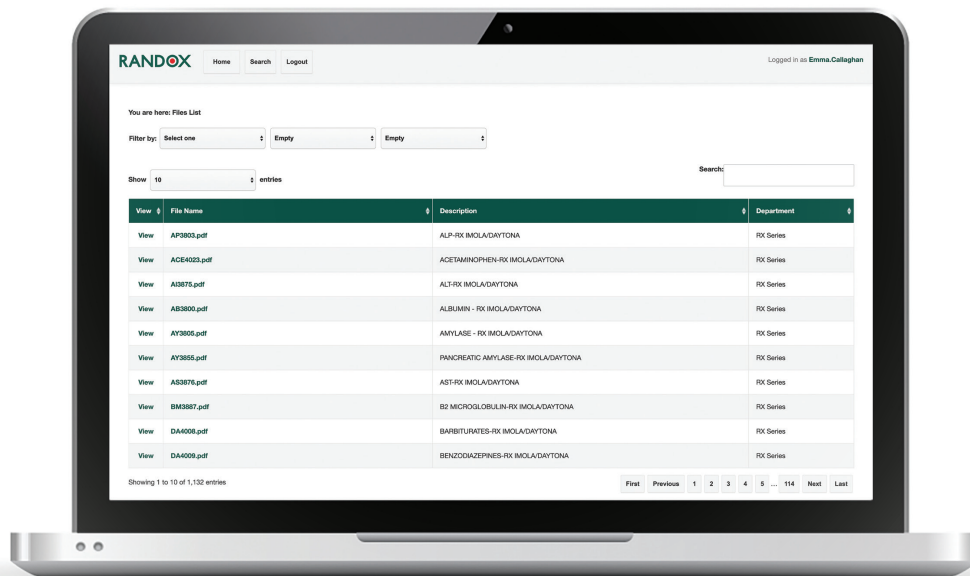 RANDOX Home Search Logout Logged in as Emma.Callaghan
You are here: Files List
Filter by: Select one Empty Empty
Show 10 entries Search:
View File Name Description Department
View AP3803.pdf ALP-RX IMOLA/DAYTONA RX Series
View ACE4023.pdf ACETAMINOPHEN-RX IMOLA/DAYTONA RX Series
View Al3875.pdf ALT-RX IMOLA/DAYTONA RX Series
View AB3800.pdf ALBUMIN - RX IMOLA/DAYTONA RX Series
View AY3805.pdf AMYLASE - RX IMOLA/DAYTONA RX Series
View AY3855.pdf PANCREATIC AMYLASE-RX IMOLA/DAYTONA RX Series
View AS3876.pdf AST-RX IMOLA/DAYTONA RX Series
View BM3887.pdf B2 MICROGLOBULIN-RX IMOLA/DAYTONA RX Series
View DA4008.pdf BARBITURATES-RX IMOLA/DAYTONA RX Series
View DA4009.pdf BENZODIAZEPINES-RX IMOLA/DAYTONA RX Series
Showing 1 to 10 of 1,132 entries First Previous 1 2 3 4 5 ... 114 Next Last